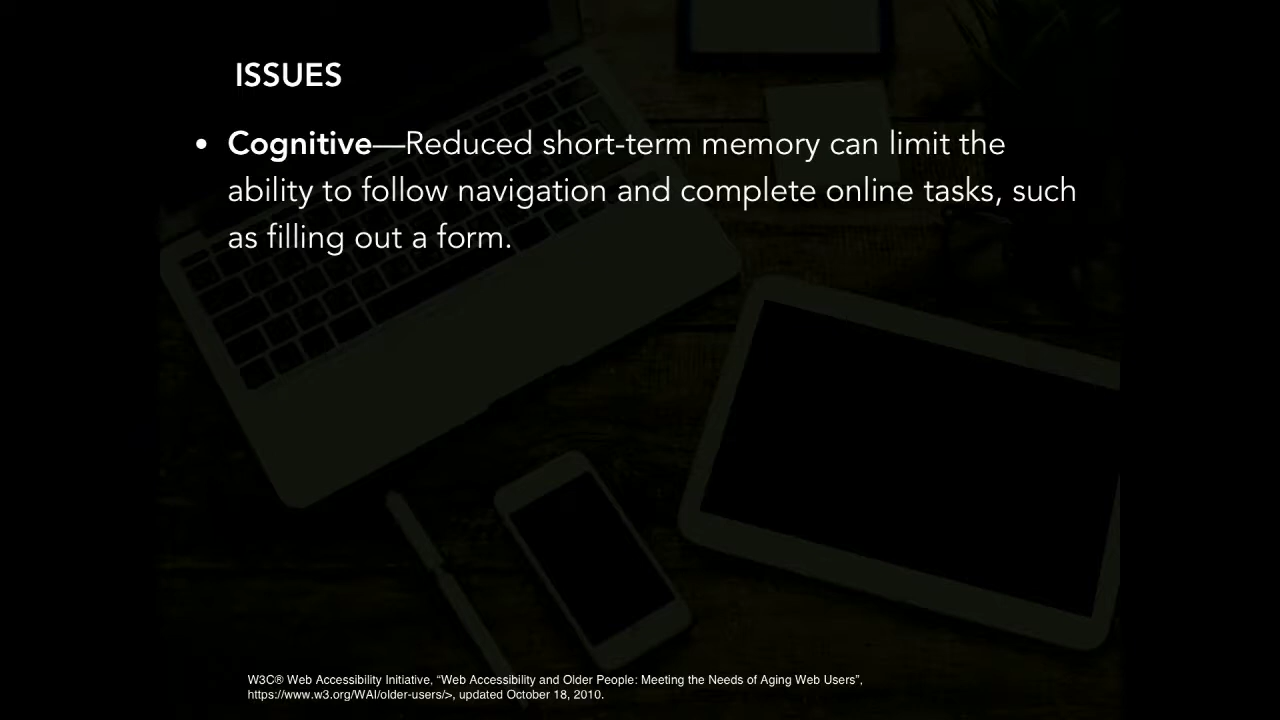 ISSUES
• Cognitive—Reduced short-term memory can limit the
ability to follow navigation and complete online tasks, such
as filling out a form.
W3C® Web Accessibility Initiative, “Web Accessibility and Older People: Meeting the Needs of Aging Web Users”,
https://www.w3.org/WAI/older-users/>, updated October 18, 2010.